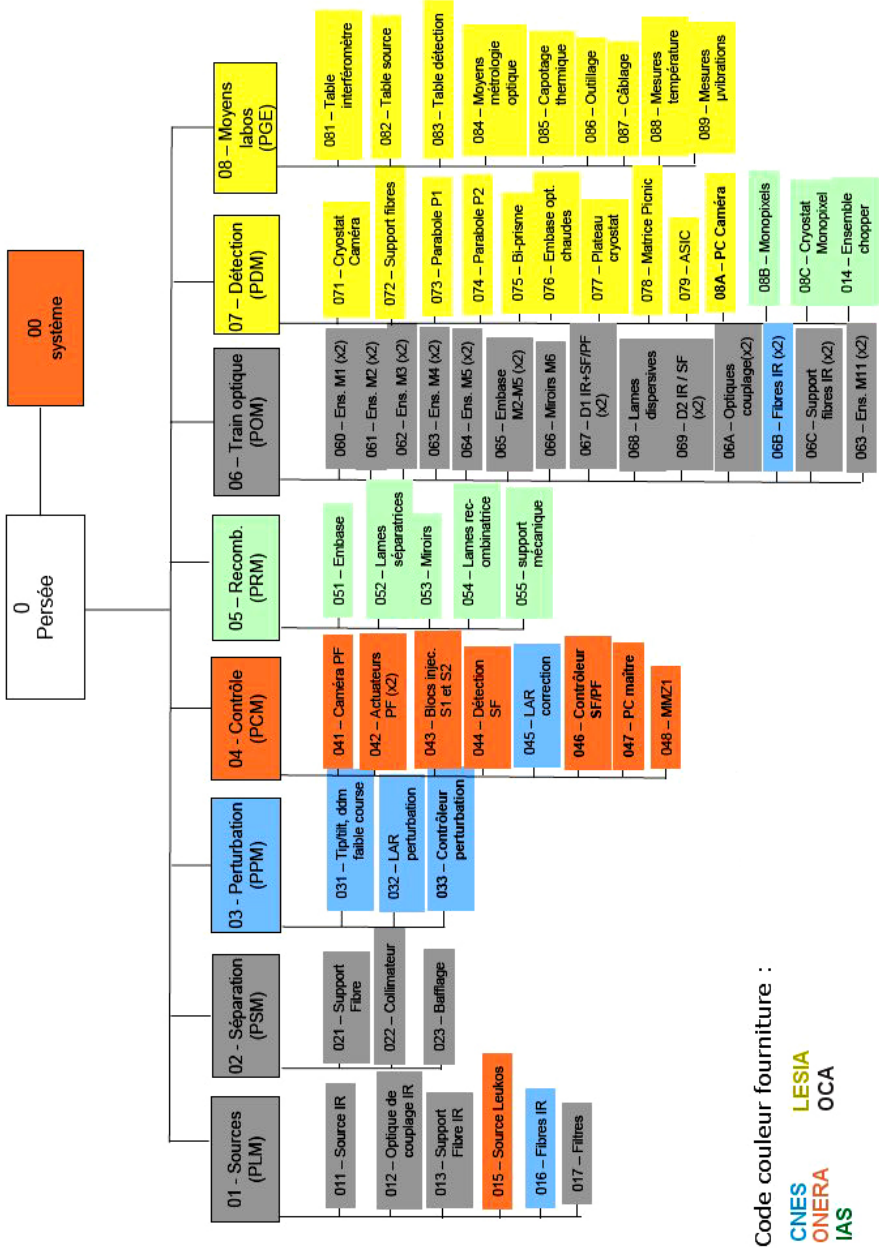 0
Persée
00
système
01 - Sources
(PLM)
011 – Source IR
012 – Optique de
couplage IR
013 – Support
Fibre IR
015 – Source Leukos
016 – Fibres IR
017 – Filtres
02 - Séparation
(PSM)
021 – Support
Fibre
022 – Collimateur
023 – Bafflage
03 - Perturbation
(PPM)
031 – Tip/tilt, ddm
faible course
032 – LAR
perturbation
033 – Contrôleur
perturbation
04 - Contrôle
(PCM)
041 – Caméra PF
042 – Actuateurs
PF (x2)
043 – Blocs injec.
S1 et S2
044 – Détection
SF
045 – LAR
correction
046 – Contrôleur
SF/PF
047 – PC maître
048 – MMZ1
05 – Recomb.
(PRM)
051 – Embase
052 – Lames
séparatrices
053 – Miroirs
054 – Lames rec-
ombinatrice
055 – support
mécanique
06 – Train optique
(POM)
060 – Ens. M1 (x2)
061 – Ens. M2 (x2)
062 – Ens. M3 (x2)
063 – Ens. M4 (x2)
064 – Ens. M5 (x2)
065 – Embase
M2-M5 (x2)
066 – Miroirs M6
067 – D1 IR+SF/PF
(x2)
068 – Lames
dispersives
069 – D2 IR / SF
(x2)
06A – Optiques
couplage(x2)
06B – Fibres IR (x2)
06C – Support
fibres IR (x2)
063 – Ens. M11 (x2)
07 – Détection
(PDM)
071 – Cryostat
Caméra
072 – Support fibres
073 – Parabole P1
074 – Parabole P2
075 – Bi-prisme
076 – Embase opt.
chaudes
077 – Plateau
cryostat
078 – Matrice Picnic
079 – ASIC
08A – PC Caméra
08B – Monopixels
08C – Cryostat
Monopixel
014 – Ensemble
chopper
08 – Moyens
labos
(PGE)
081 – Table
interféromètre
082 – Table source
083 – Table détection
084 – Moyens
métrologie
optique
085 – Capotage
thermique
086 – Outillage
087 – Câblage
088 – Mesures
température
089 – Mesures
µvibrations
Code couleur fourniture :
CNES
ONERA
IAS
LESIA
OCA